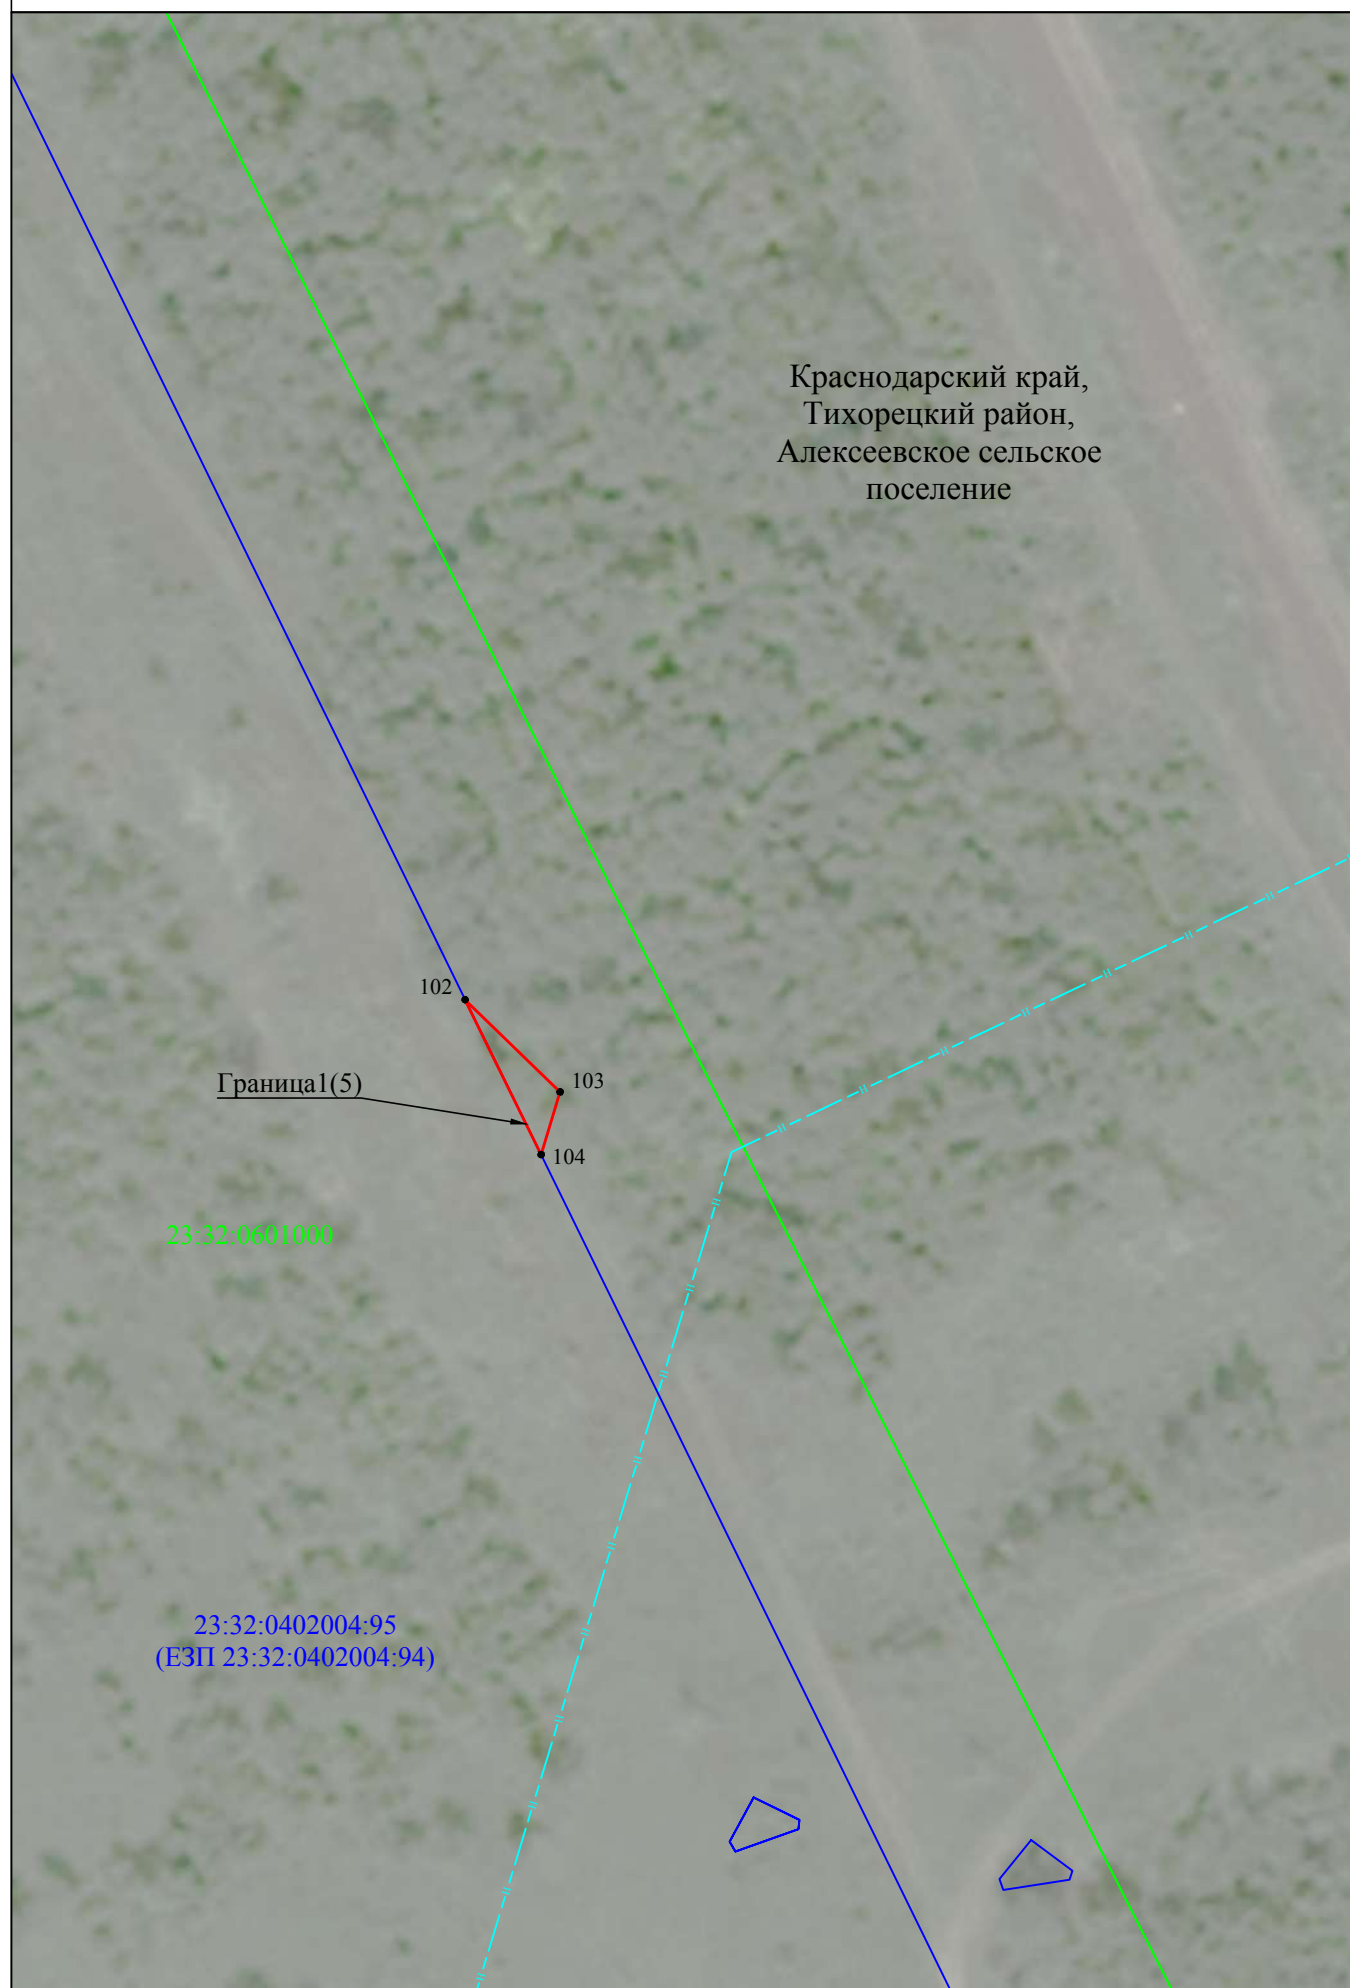 Краснодарский край,
Тихорецкий район,
Алексеевское сельское
поселение
102
103
Граница1(5)
104
23:32:0601000
23:32:0402004:95
(ЕЗП 23:32:0402004:94)